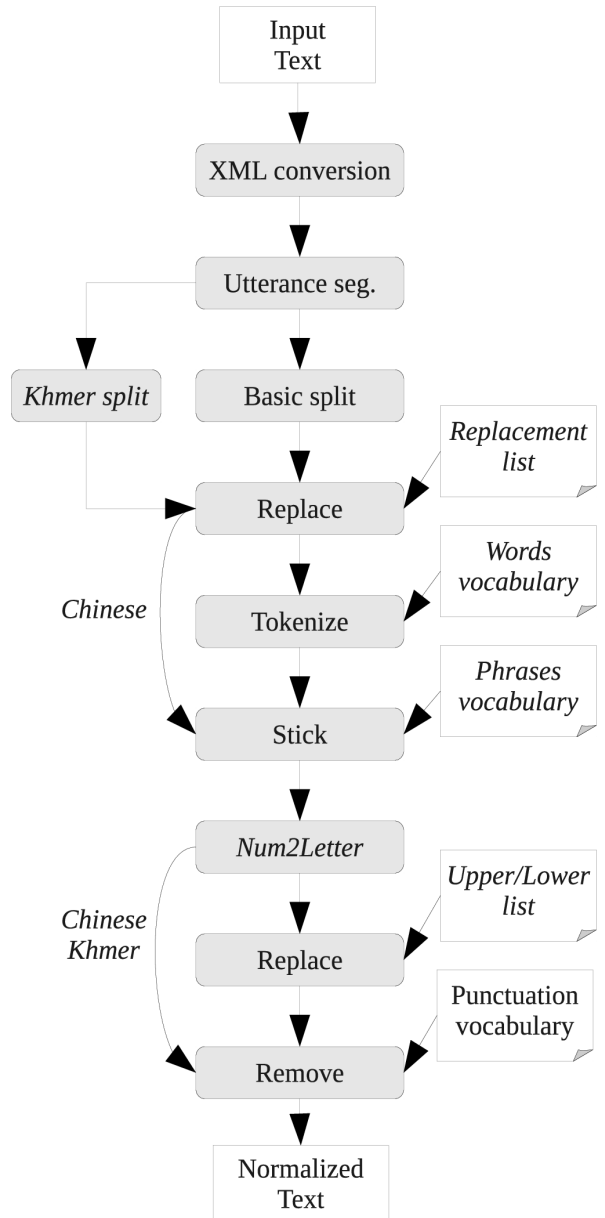 Input
Text
XML conversion
Utterance seg.
Khmer split
Basic split
Replacement
list
Replace
Words
vocabulary
Chinese
Tokenize
Phrases
vocabulary
Stick
Num2Letter
Upper/Lower
list
Chinese
Khmer
Replace
Punctuation
vocabulary
Remove
Normalized
Text